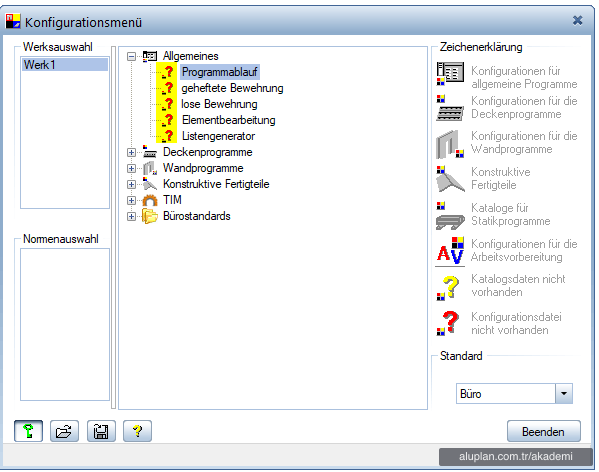 Konfigurationsmenü
Werksauswahl
Werk1
Nomenauswahl
Allgemeines
Programmablauf
geheftete Bewehrung
lose Bewehrung
Elementbearbeitung
Listengenerator
Deckenprogramme
Wandprogramme
Konstruktive Fertigteile
TIM
Bürostandards
Zeichenerklärung
Konfigurationen für
allgemeine Programme
Konfigurationen für die
Deckenprogramme
Konfigurationen für die
Wandprogramme
Konstruktive
Fertigteile
Kataloge für
Statikprogramme
AV
Konfigurationen für die
Arbeitsvorbereitung
Katalogsdaten nicht
vorhanden
Konfigurationsdatei
nicht vorhanden
Standard
Büro
Beenden
aluplan.com.tr/akademi